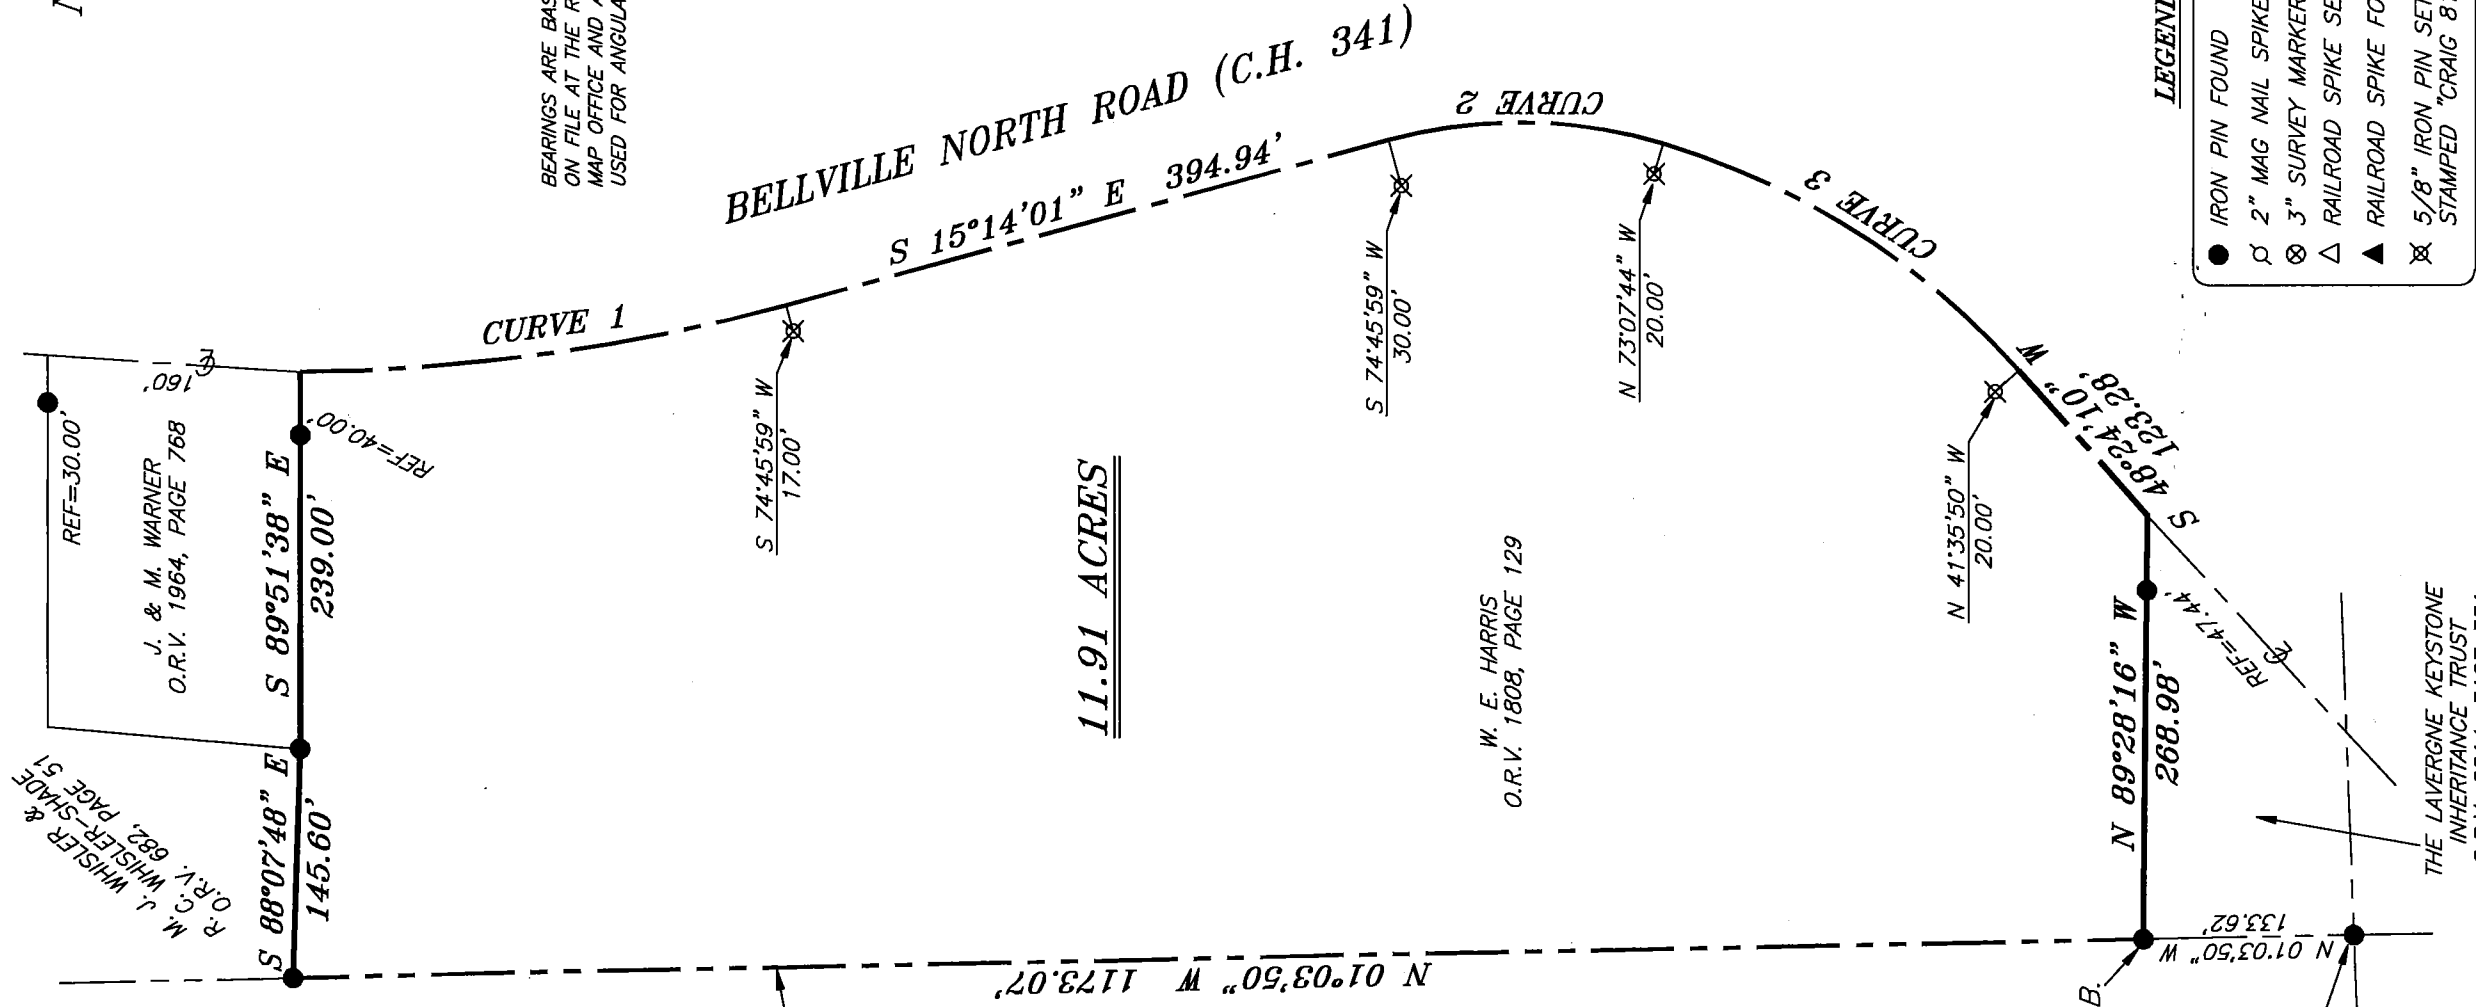 BEARINGS ARE BAS
ON FILE AT THE R
MAP OFFICE AND A
USED FOR ANGULA
BELLVILLE NORTH ROAD (C.H. 341)
S 15°14'01" E 394.94'
CURVE 1
CURVE 2
CURVE 3
S 48°24'10" W
123.28'
160'
REF=30.00'
J. & M. WARNER
O.R.V. 1964, PAGE 768
REF=40.00'
S 89°51'38" E
239.00'
M. J. WHISLER &
R. C. WHISLER-SHADE
O.R.V. 682, PAGE 51
S 88°07'48" E
145.60'
S 74°45'59" W
17.00'
S 74°45'59" W
30.00'
N 73°07'44" W
20.00'
N 41°35'50" W
20.00'
11.91 ACRES
W. E. HARRIS
O.R.V. 1808, PAGE 129
N 89°28'16" W
268.98'
REF=47.44'
N 01°03'50" W 1173.07'
N 01°03'50" W
133.62'
B.
THE LAVERGNE KEYSTONE
INHERITANCE TRUST
LEGEND
IRON PIN FOUND
2" MAG NAIL SPIKE
3" SURVEY MARKER
RAILROAD SPIKE SE
RAILROAD SPIKE FO
5/8" IRON PIN SET
STAMPED "CRAIG 81